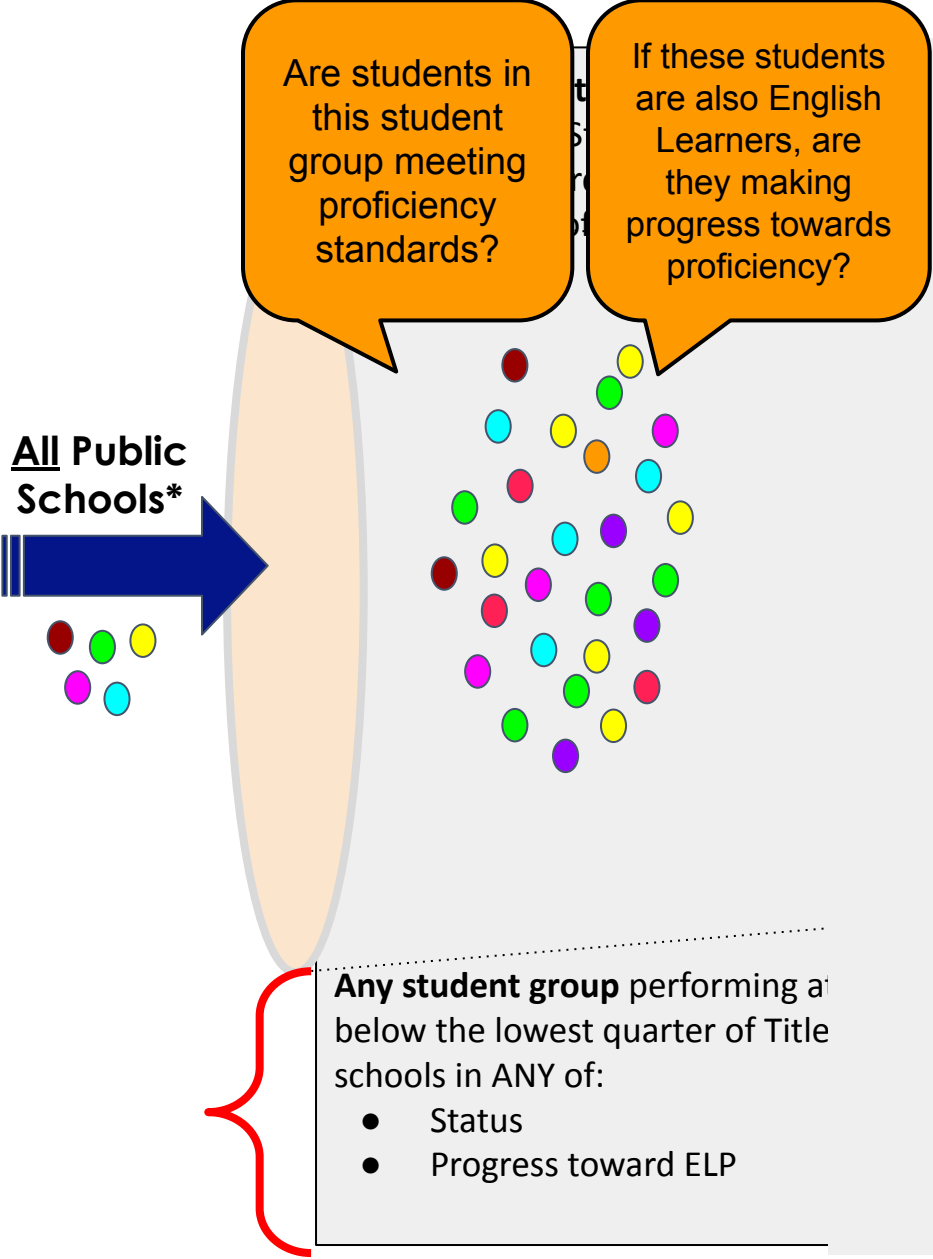 Are students in
this student
group meeting
proficiency
standards?
If these students
are also English
Learners, are
they making
progress towards
proficiency?
All Public
Schools*
Any student group performing at
below the lowest quarter of Title
schools in ANY of:
● Status
● Progress toward ELP